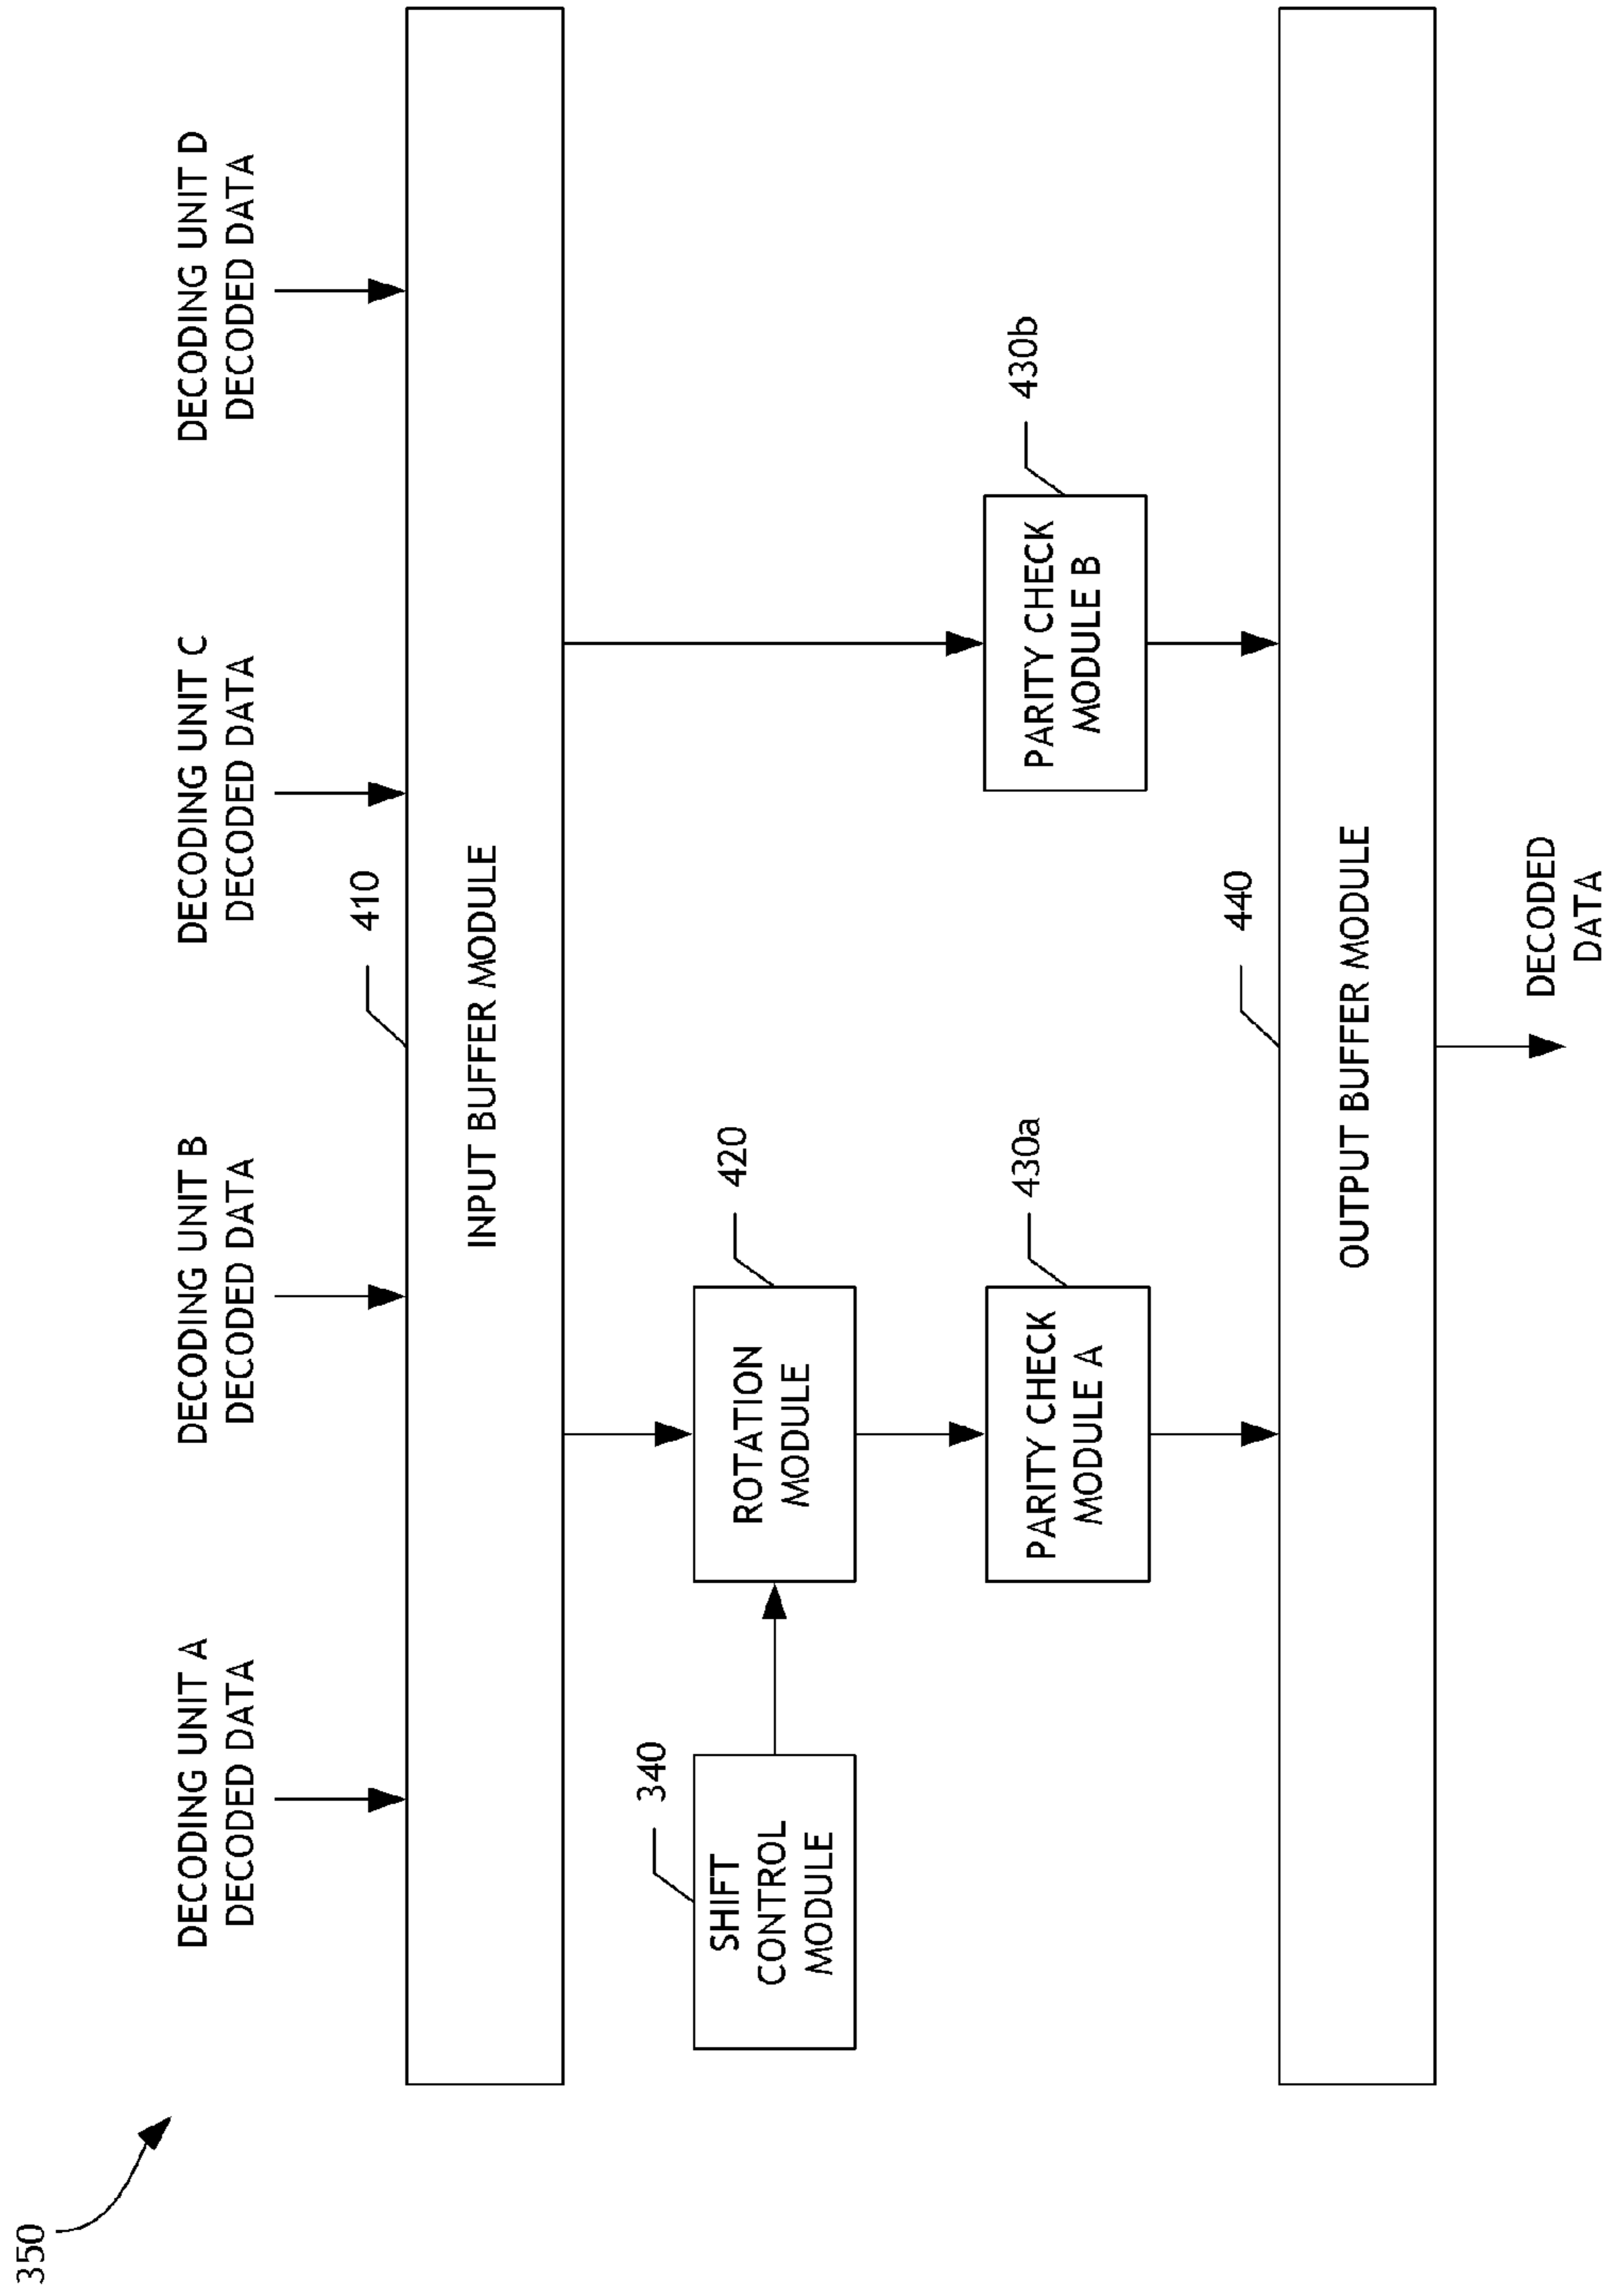 350
DECODING UNIT A
DECODED DATA
DECODING UNIT B
DECODED DATA
DECODING UNIT C
DECODED DATA
DECODING UNIT D
DECODED DATA
410
INPUT BUFFER MODULE
340
SHIFT
CONTROL
MODULE
420
ROTATION
MODULE
430a
PARITY CHECK
MODULE A
430b
PARITY CHECK
MODULE B
440
OUTPUT BUFFER MODULE
DECODED
DATA